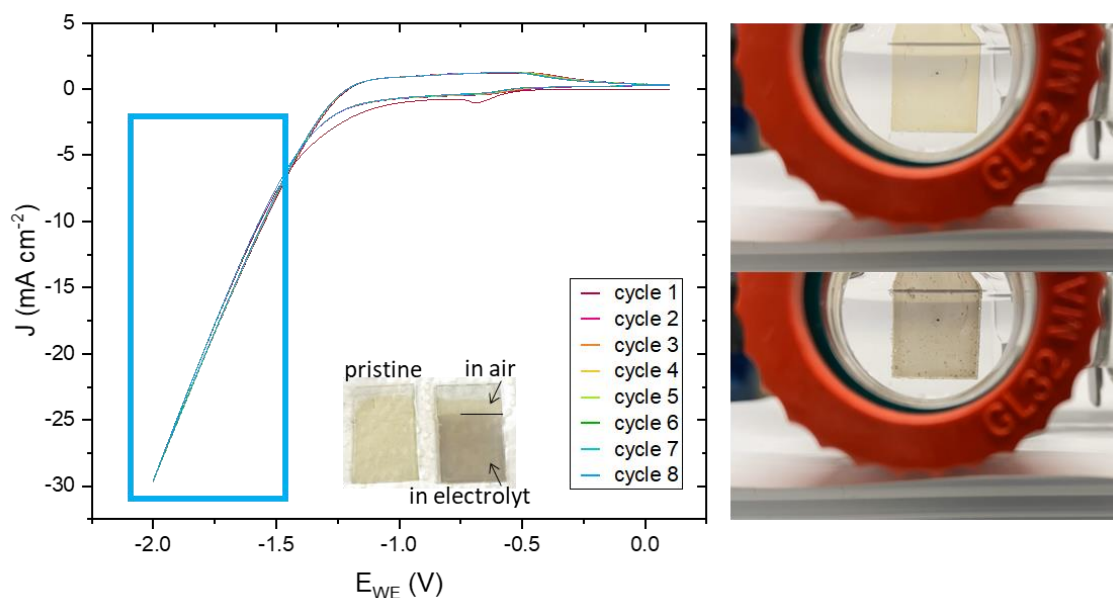 5
0
-5
-10
-15
-20
-25
-30
J (mA cm⁻²)
-2.0
-1.5
-1.0
-0.5
0.0
E_WE (V)
pristine
in air
in electrolyt
cycle 1
cycle 2
cycle 3
cycle 4
cycle 5
cycle 6
cycle 7
cycle 8
GL32 MA
GL32 MA